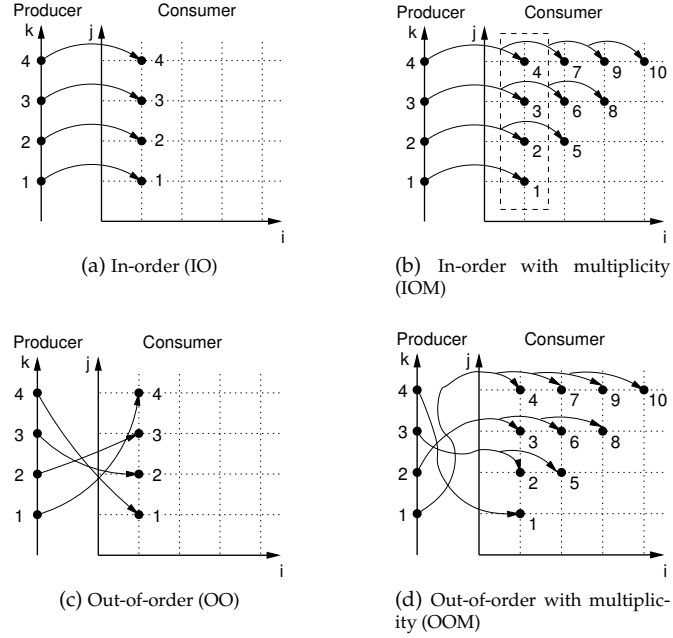 Producer Consumer
k j
4 4
3 3
2 2
1 1
i
(a) In-order (IO)
Producer Consumer
k j
4 4 7 9 10
3 3 6 8
2 2 5
1 1
i
(b) In-order with multiplicity
(IOM)
Producer Consumer
k j
4 4
3 3
2 2
1 1
i
(c) Out-of-order (OO)
Producer Consumer
k j
4 4 7 9 10
3 3 6 8
2 2 5
1 1
i
(d) Out-of-order with multiplic-
ity (OOM)